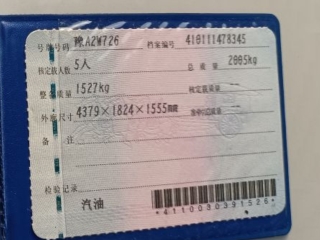 号牌号码 豫A2W726 档案编号 410111478345
核定载人数 5人 总质量 2005kg
整备质量 1527kg 核定载质量
外廓尺寸 4379×1824×1555mm 准牵引总质量
备注
检验记录
汽油
*4110080391526*